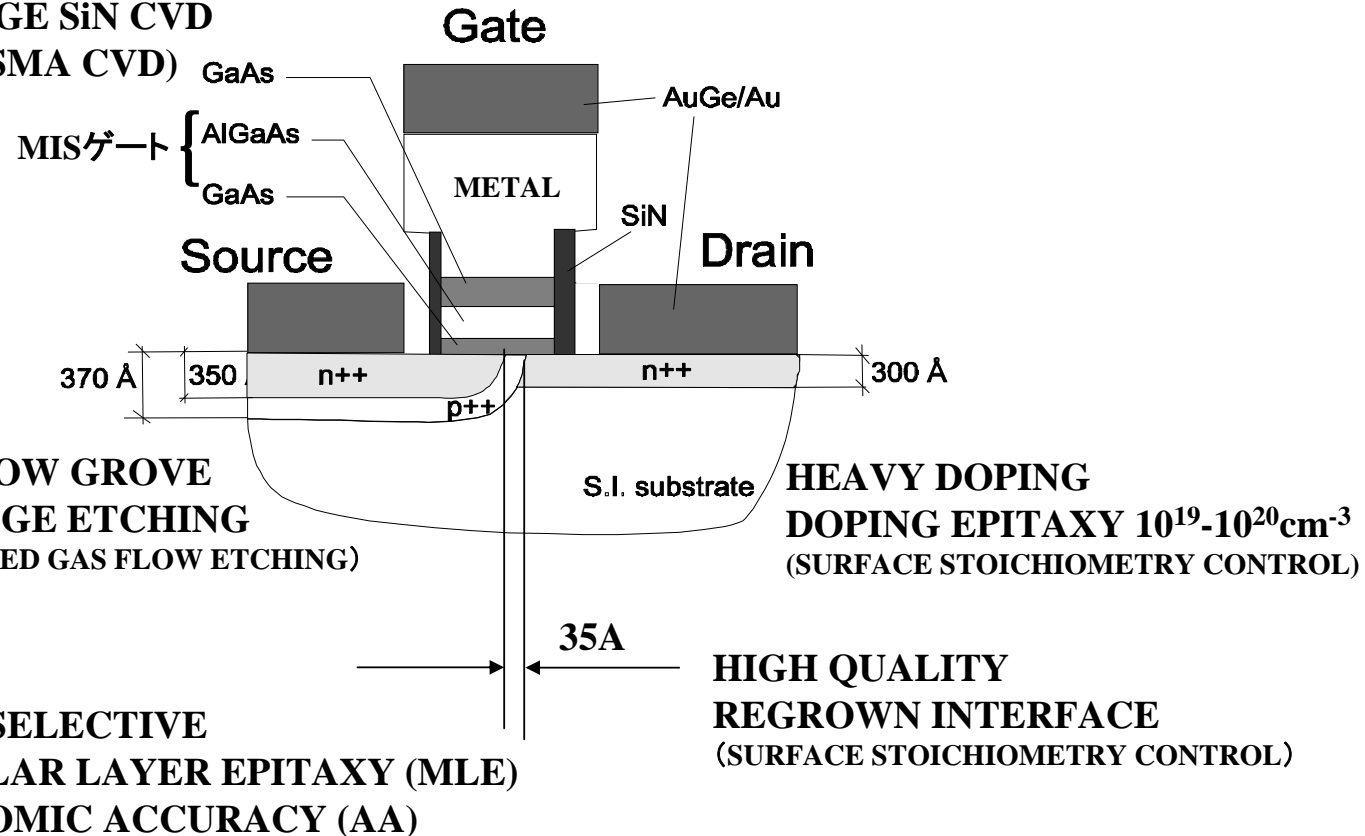 GE SiN CVD
SMA CVD)
Gate
GaAs
AuGe/Au
MISゲート
AlGaAs
GaAs
METAL
SiN
Source
Drain
370 Å
350
n++
n++
300 Å
p++
S.I. substrate
OW GROVE
GE ETCHING
ED GAS FLOW ETCHING)
HEAVY DOPING
DOPING EPITAXY 10¹⁹-10²⁰cm⁻³
(SURFACE STOICHIOMETRY CONTROL)
35A
HIGH QUALITY
REGROWN INTERFACE
(SURFACE STOICHIOMETRY CONTROL)
SELECTIVE
LAR LAYER EPITAXY (MLE)
OMIC ACCURACY (AA)